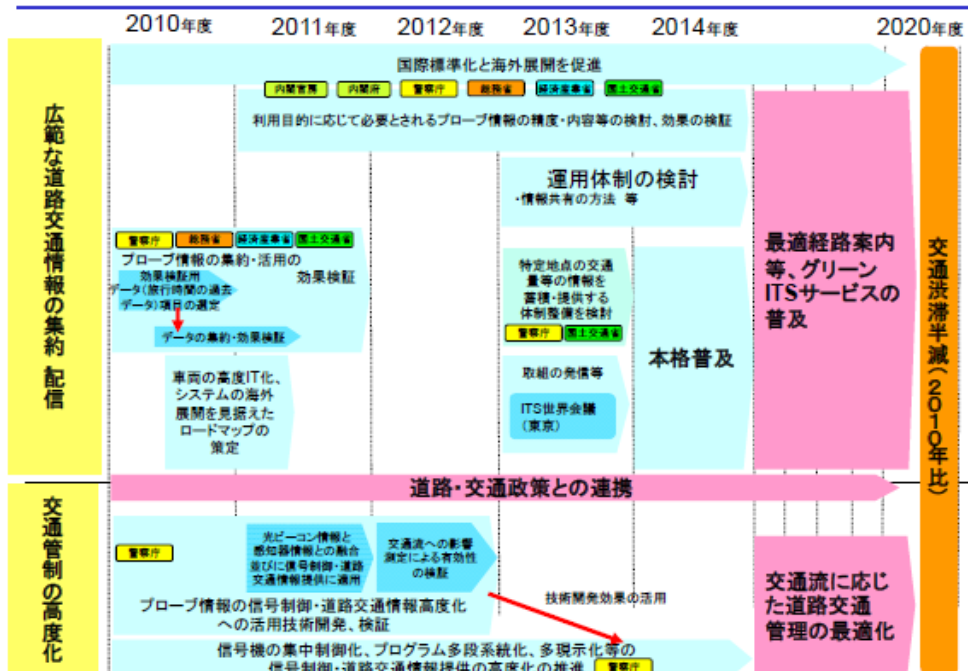 2010年度
2011年度
2012年度
2013年度
2014年度
2020年度
広範な道路交通情報の集約・配信
国際標準化と海外展開を促進
内閣官房
内閣府
警察庁
総務省
経済産業省
国土交通省
利用目的に応じて必要とされるプローブ情報の精度・内容等の検討、効果の検証
運用体制の検討
・情報共有の方法 等
警察庁
総務省
経済産業省
国土交通省
プローブ情報の集約・活用の
効果検証
効果検証用
データ(旅行時間の過去
データ)項目の選定
データの集約・効果検証
車両の高度IT化、
システムの海外
展開を見据えた
ロードマップの
策定
特定地点の交通
量等の情報を
蓄積・提供する
体制整備を検討
警察庁
国土交通省
取組の発信等
ITS世界会議
(東京)
本格普及
最適経路案内
等、グリーン
ITSサービスの
普及
交通渋滞半減(2010年比)
道路・交通政策との連携
交通管制の高度化
警察庁
光ビーコン情報と
感知器情報との融合
並びに信号制御・道路
交通情報提供に適用
交通流への影響
測定による有効性
の検証
プローブ情報の信号制御・道路交通情報高度化
への活用技術開発、検証
技術開発効果の活用
信号機の集中制御化、プログラム多段系統化、多現示化等の
信号制御・道路交通情報提供の高度化の推進
警察庁
交通流に応じ
た道路交通
管理の最適化